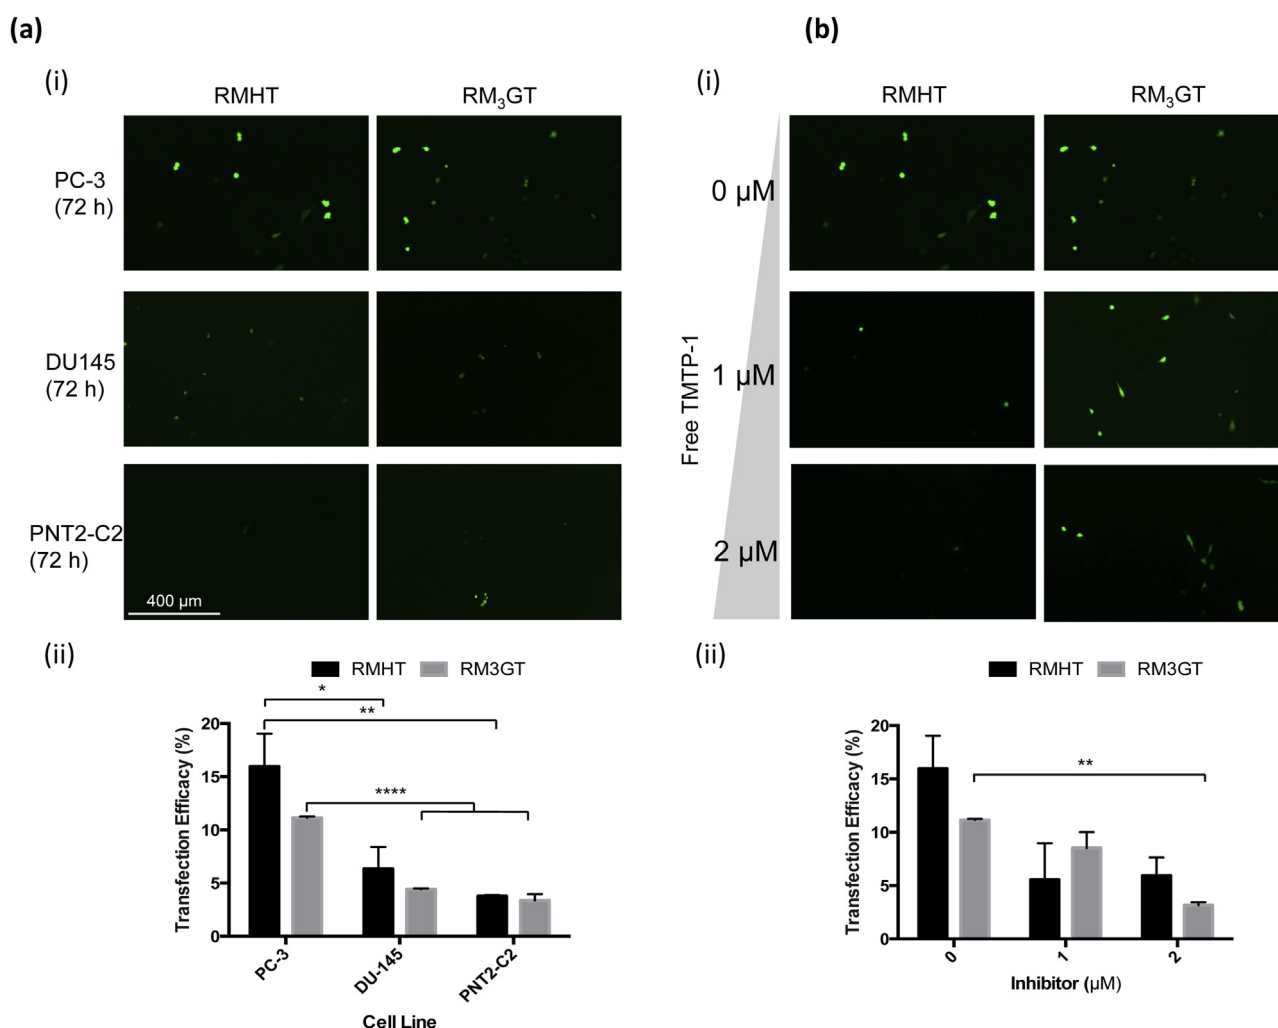 (a)
(i)
RMHT
RM₃GT
PC-3
(72 h)
DU145
(72 h)
PNT2-C2
(72 h)
400 µm
(ii)
RMHT
RM3GT
*
**
****
Transfection Efficacy (%)
20
15
10
5
0
PC-3
DU-145
PNT2-C2
Cell Line
(b)
(i)
RMHT
RM₃GT
Free TMTP-1
0 µM
1 µM
2 µM
(ii)
RMHT
RM3GT
**
Transfection Efficacy (%)
20
15
10
5
0
0
1
2
Inhibitor (µM)